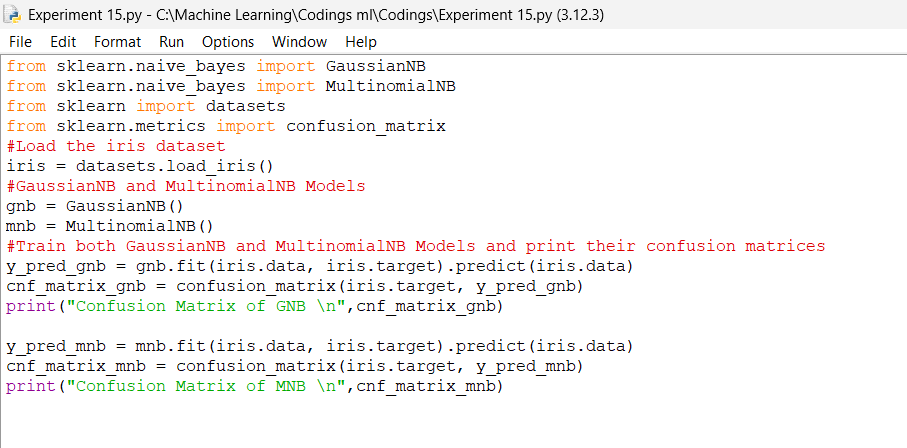 Experiment 15.py - C:\Machine Learning\Codings ml\Codings\Experiment 15.py (3.12.3)
File Edit Format Run Options Window Help
from sklearn.naive_bayes import GaussianNB
from sklearn.naive_bayes import MultinomialNB
from sklearn import datasets
from sklearn.metrics import confusion_matrix
#Load the iris dataset
iris = datasets.load_iris()
#GaussianNB and MultinomialNB Models
gnb = GaussianNB()
mnb = MultinomialNB()
#Train both GaussianNB and MultinomialNB Models and print their confusion matrices
y_pred_gnb = gnb.fit(iris.data, iris.target).predict(iris.data)
cnf_matrix_gnb = confusion_matrix(iris.target, y_pred_gnb)
print("Confusion Matrix of GNB \n",cnf_matrix_gnb)
y_pred_mnb = mnb.fit(iris.data, iris.target).predict(iris.data)
cnf_matrix_mnb = confusion_matrix(iris.target, y_pred_mnb)
print("Confusion Matrix of MNB \n",cnf_matrix_mnb)